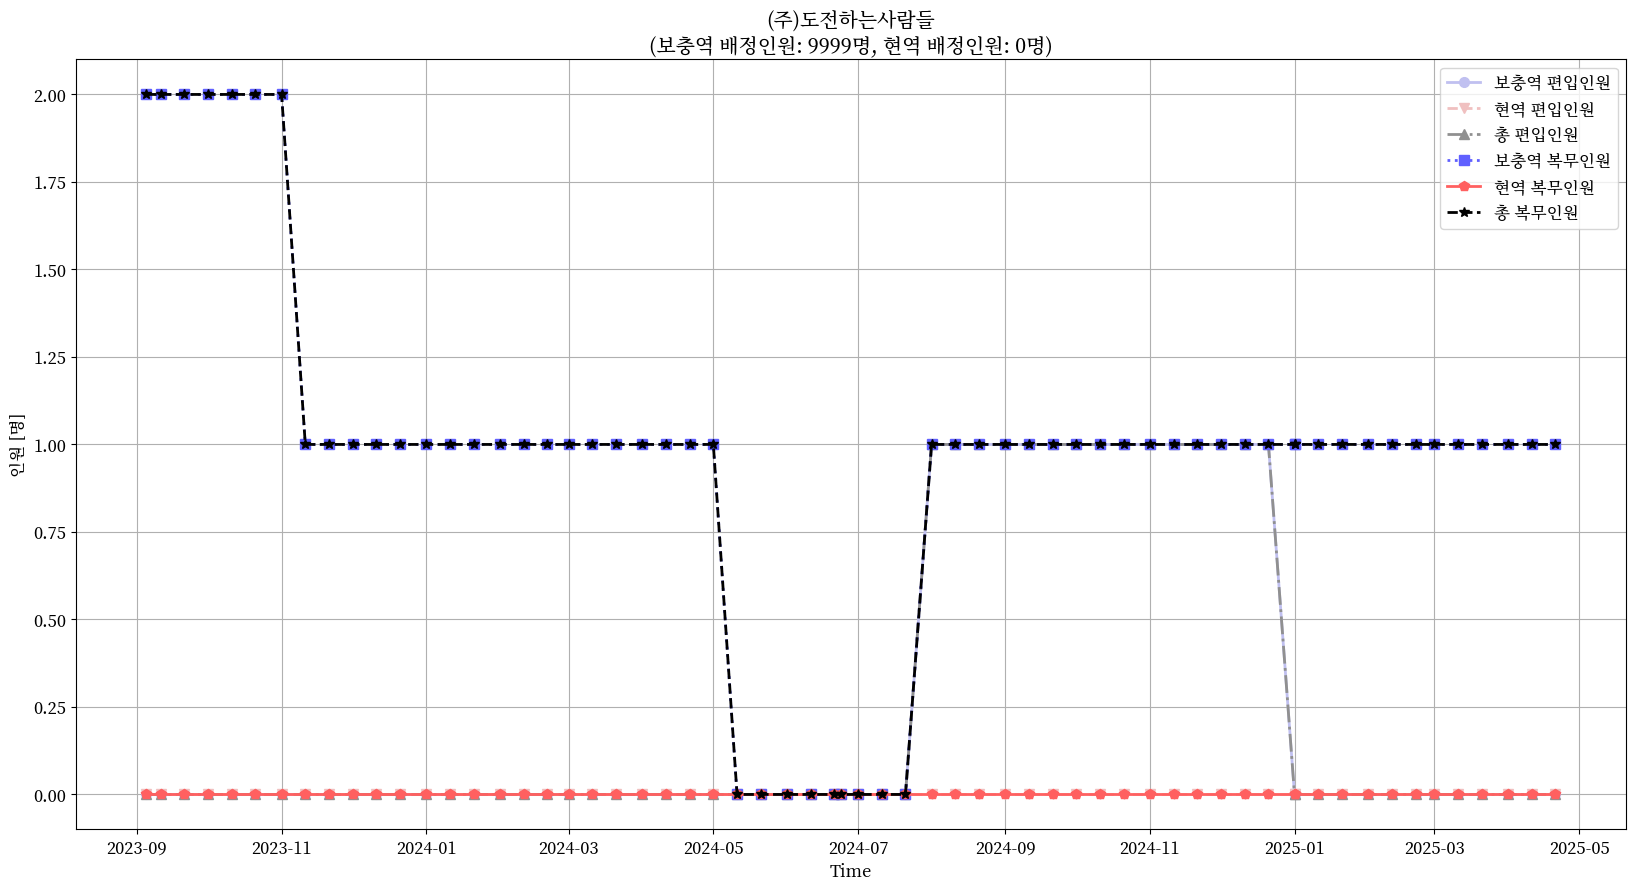 (주)도전하는사람들
(보충역 배정인원: 9999명, 현역 배정인원: 0명)
보충역 편입인원
현역 편입인원
총 편입인원
보충역 복무인원
현역 복무인원
총 복무인원
2.00
1.75
1.50
1.25
1.00
0.75
0.50
0.25
0.00
인원 [명]
2023-09 2023-11 2024-01 2024-03 2024-05 2024-07 2024-09 2024-11 2025-01 2025-03 2025-05
Time